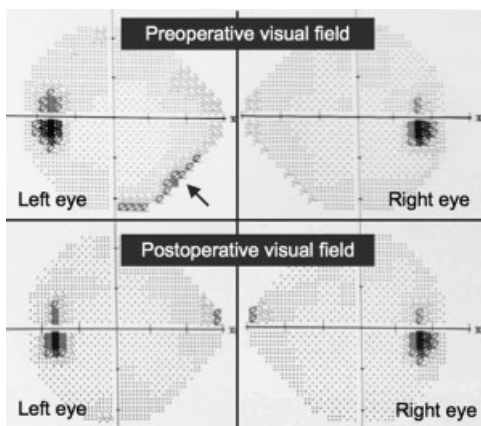 Preoperative visual field
Left eye
Right eye
Postoperative visual field
Left eye
Right eye